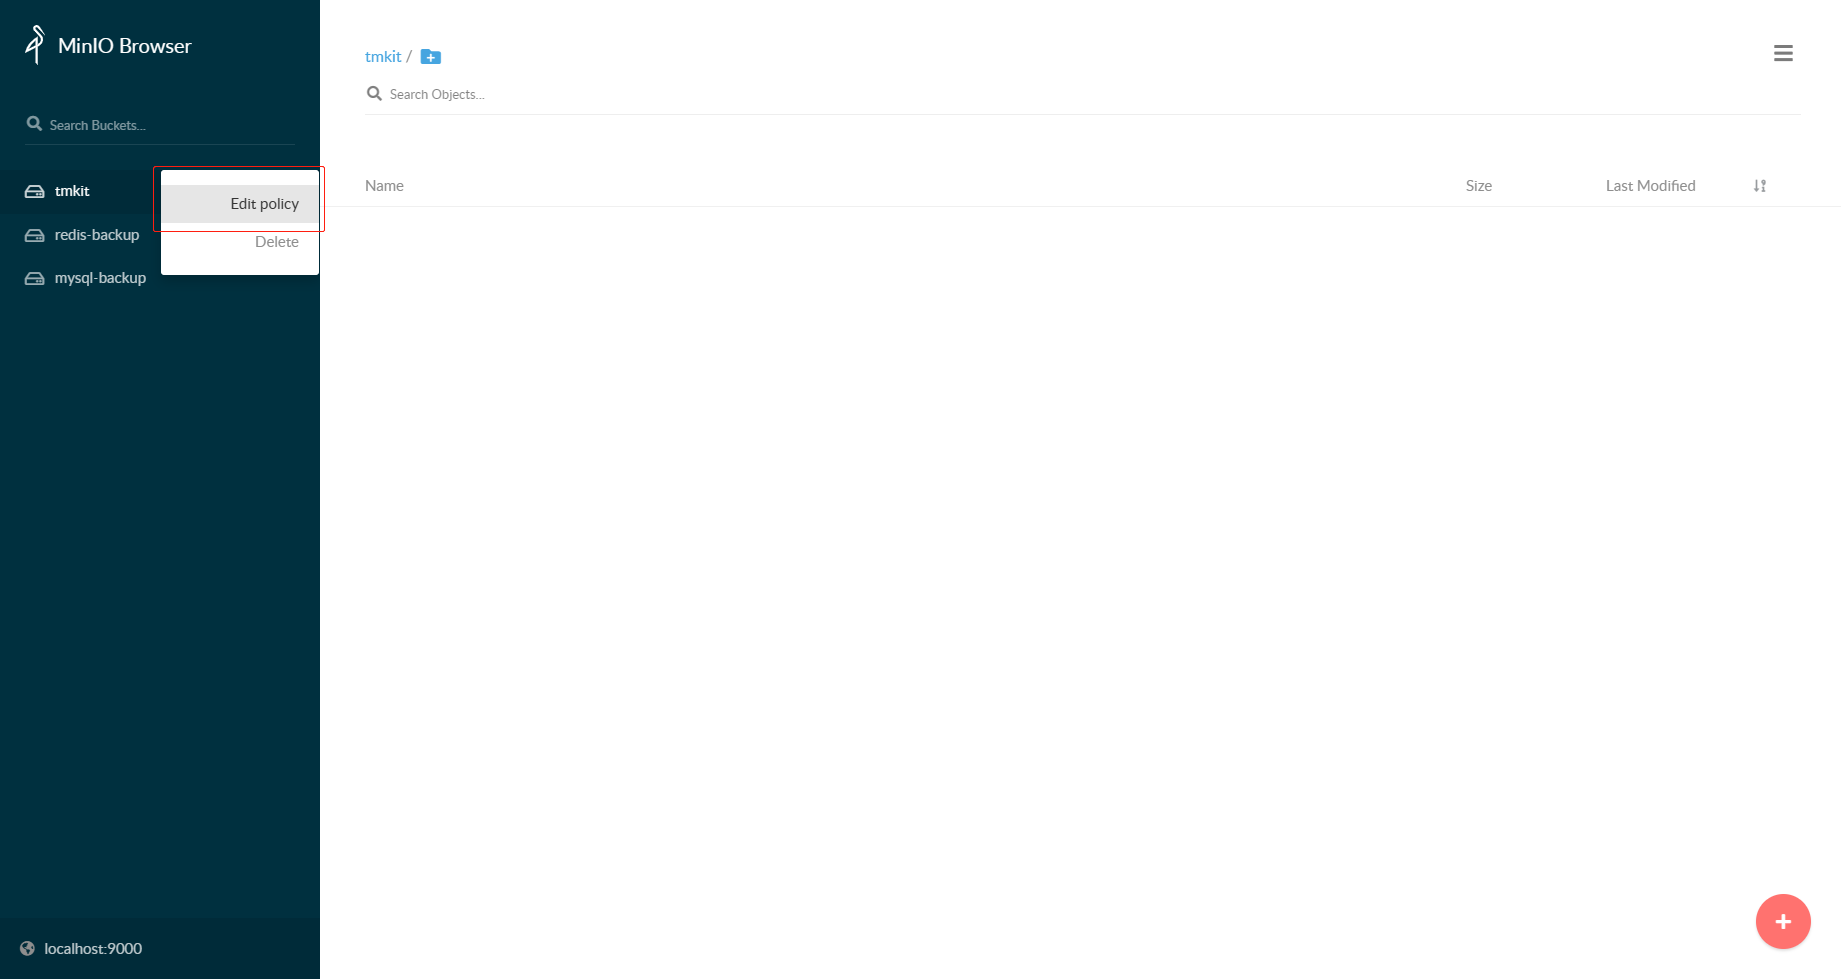 MinIO Browser
Search Buckets...
tmkit
redis-backup
mysql-backup
Edit policy
Delete
localhost:9000
tmkit /
Search Objects...
Name Size Last Modified